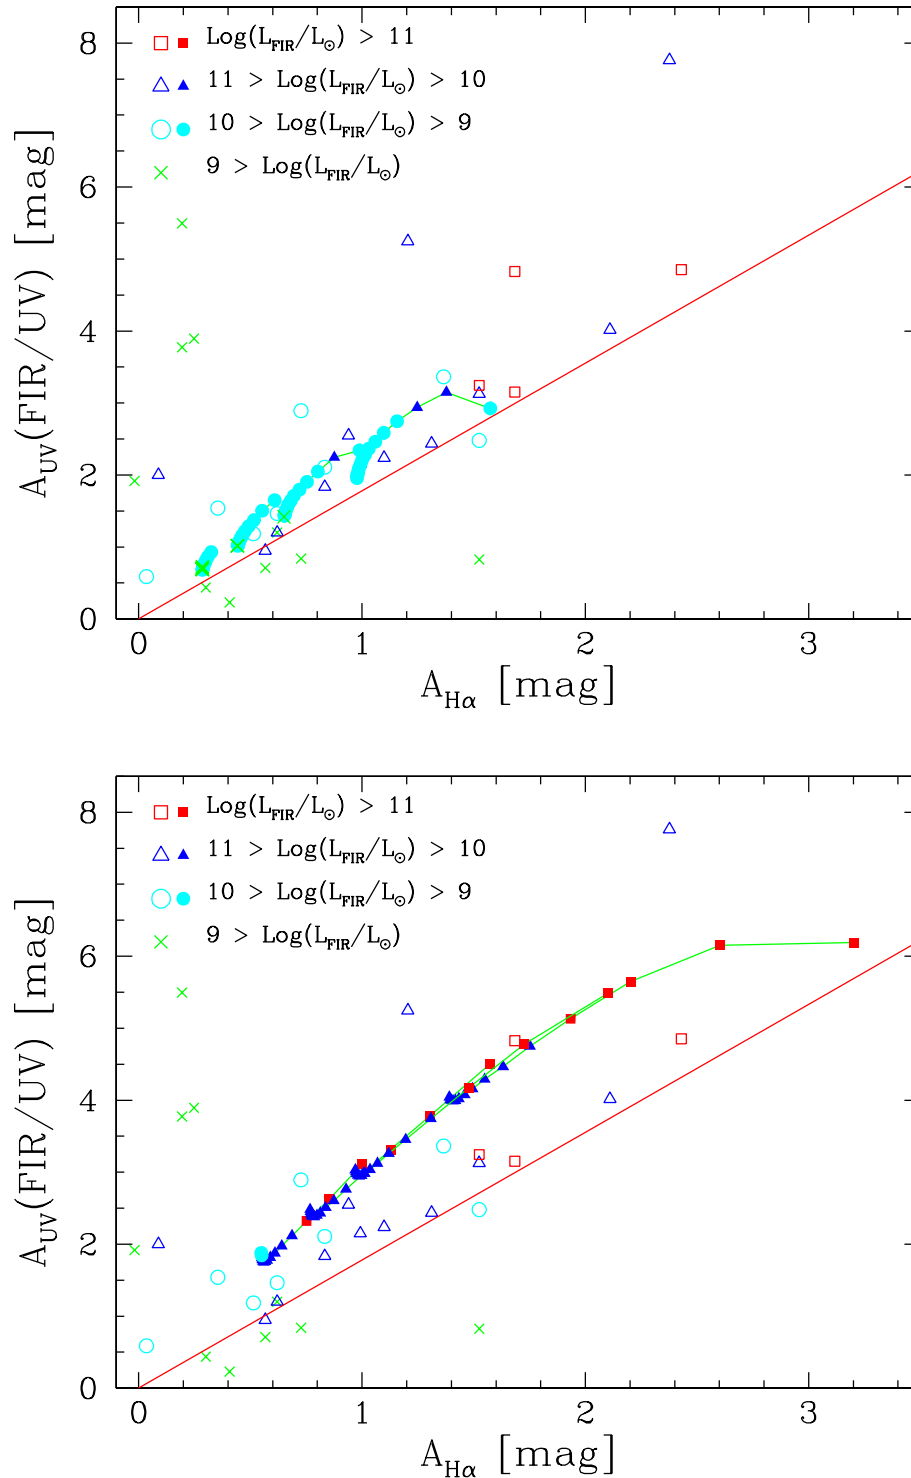 8
6
4
2
0
A_UV(FIR/UV) [mag]
Log(L_FIR/L_⊙) > 11
11 > Log(L_FIR/L_⊙) > 10
10 > Log(L_FIR/L_⊙) > 9
9 > Log(L_FIR/L_⊙)
0 1 2 3
A_Hα [mag]
8
6
4
2
0
A_UV(FIR/UV) [mag]
Log(L_FIR/L_⊙) > 11
11 > Log(L_FIR/L_⊙) > 10
10 > Log(L_FIR/L_⊙) > 9
9 > Log(L_FIR/L_⊙)
0 1 2 3
A_Hα [mag]